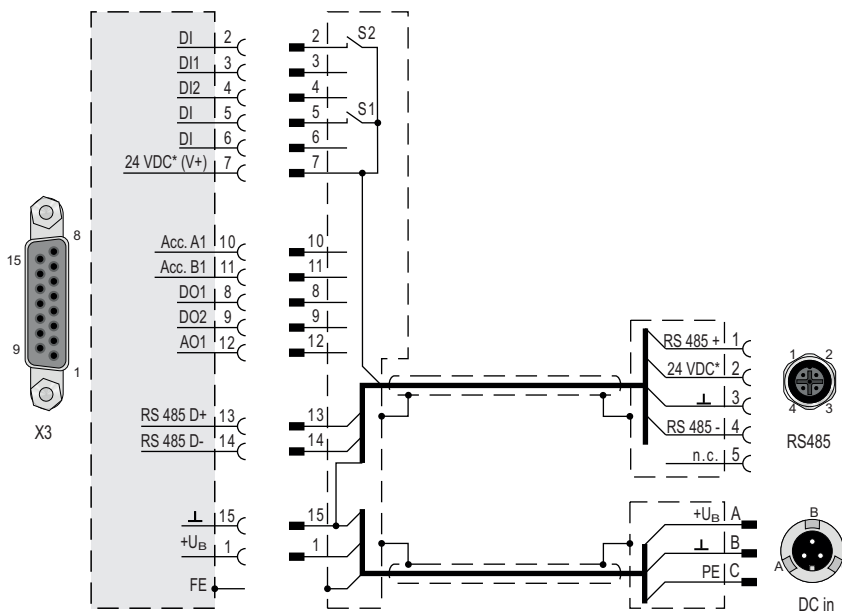 DI 2 2 S2
DI1 3 3
DI2 4 4
DI 5 5 S1
DI 6 6
24 VDC* (V+) 7 7
8
15
9
1
X3
Acc. A1 10 10
Acc. B1 11 11
DO1 8 8
DO2 9 9
AO1 12 12
RS 485 D+ 13 13
RS 485 D- 14 14
⊥ 15 15
+UB 1 1
FE
RS 485 + 1
24 VDC* 2
⊥ 3
RS 485 - 4
n.c. 5
1 2
4 3
RS485
+UB A
⊥ B
PE C
B
A
DC in